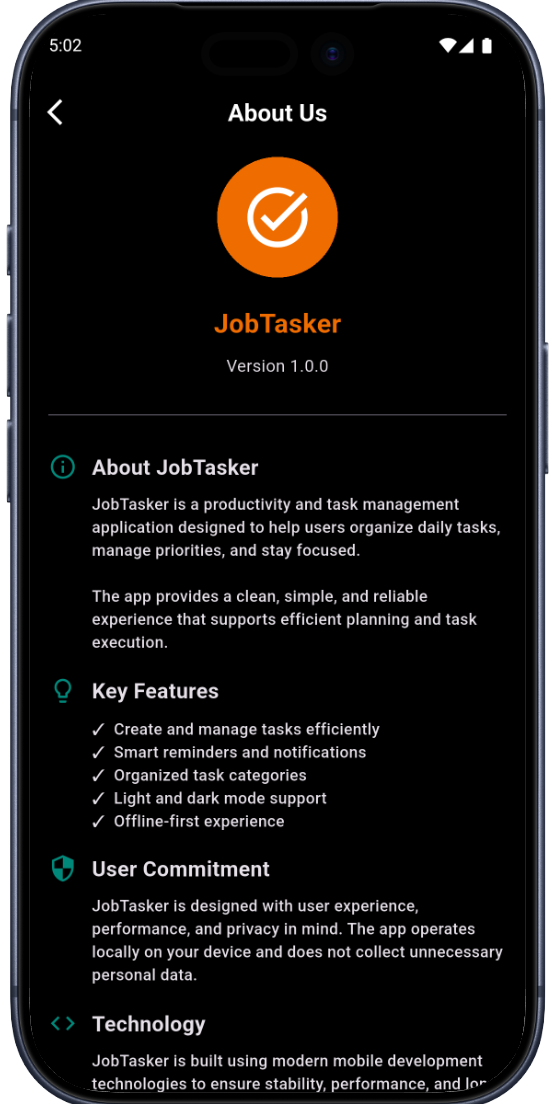 5:02
About Us
JobTasker
Version 1.0.0
About JobTasker
JobTasker is a productivity and task management
application designed to help users organize daily tasks,
manage priorities, and stay focused.
The app provides a clean, simple, and reliable
experience that supports efficient planning and task
execution.
Key Features
✓ Create and manage tasks efficiently
✓ Smart reminders and notifications
✓ Organized task categories
✓ Light and dark mode support
✓ Offline-first experience
User Commitment
JobTasker is designed with user experience,
performance, and privacy in mind. The app operates
locally on your device and does not collect unnecessary
personal data.
Technology
JobTasker is built using modern mobile development
technologies to ensure stability, performance, and